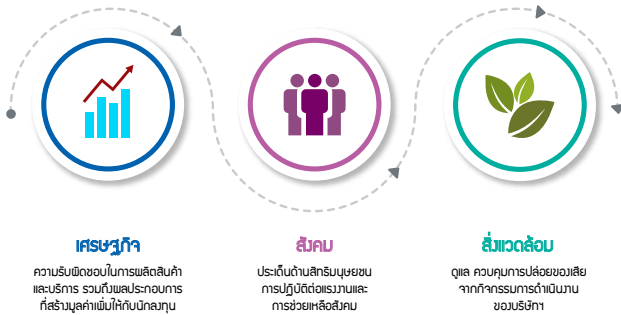 เศรษฐกิจ
ความรับผิดชอบในการผลิตสินค้า
และบริการ รวมถึงผลประกอบการ
ที่สร้างมูลค่าเพิ่มให้กับนักลงทุน
สังคม
ประเด็นด้านสิทธิมนุษยชน
การปฏิบัติต่อแรงงานและ
การช่วยเหลือสังคม
สิ่งแวดล้อม
ดูแล ควบคุมการปล่อยของเสีย
จากกิจกรรมการดำเนินงาน
ของบริษัทฯ